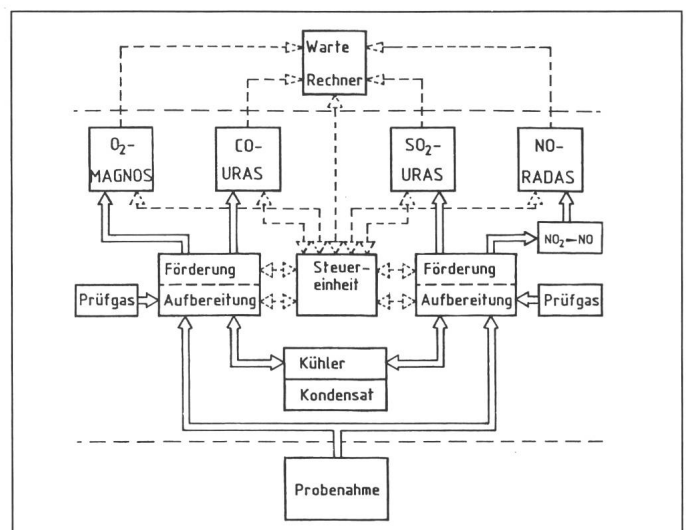 Warte
Rechner
O₂-
MAGNOS
CO-
URAS
SO₂-
URAS
NO-
RADAS
NO₂←NO
Förderung
Aufbereitung
Steuer-
einheit
Förderung
Aufbereitung
Prüfgas
Prüfgas
Kühler
Kondensat
Probenahme